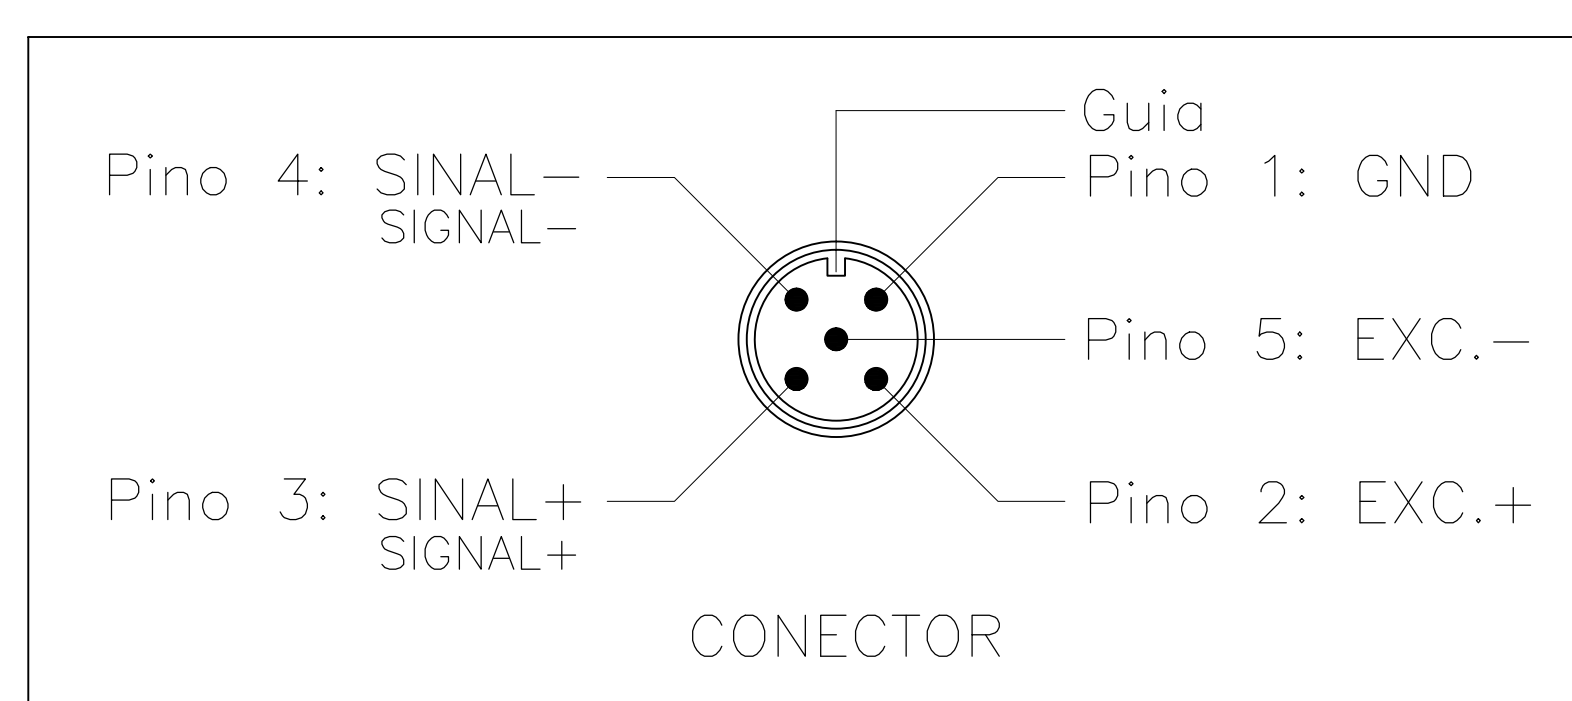 Guia
Pino 4: SINAL-
SIGNAL-
Pino 1: GND
Pino 5: EXC.-
Pino 3: SINAL+
SIGNAL+
Pino 2: EXC.+
CONECTOR